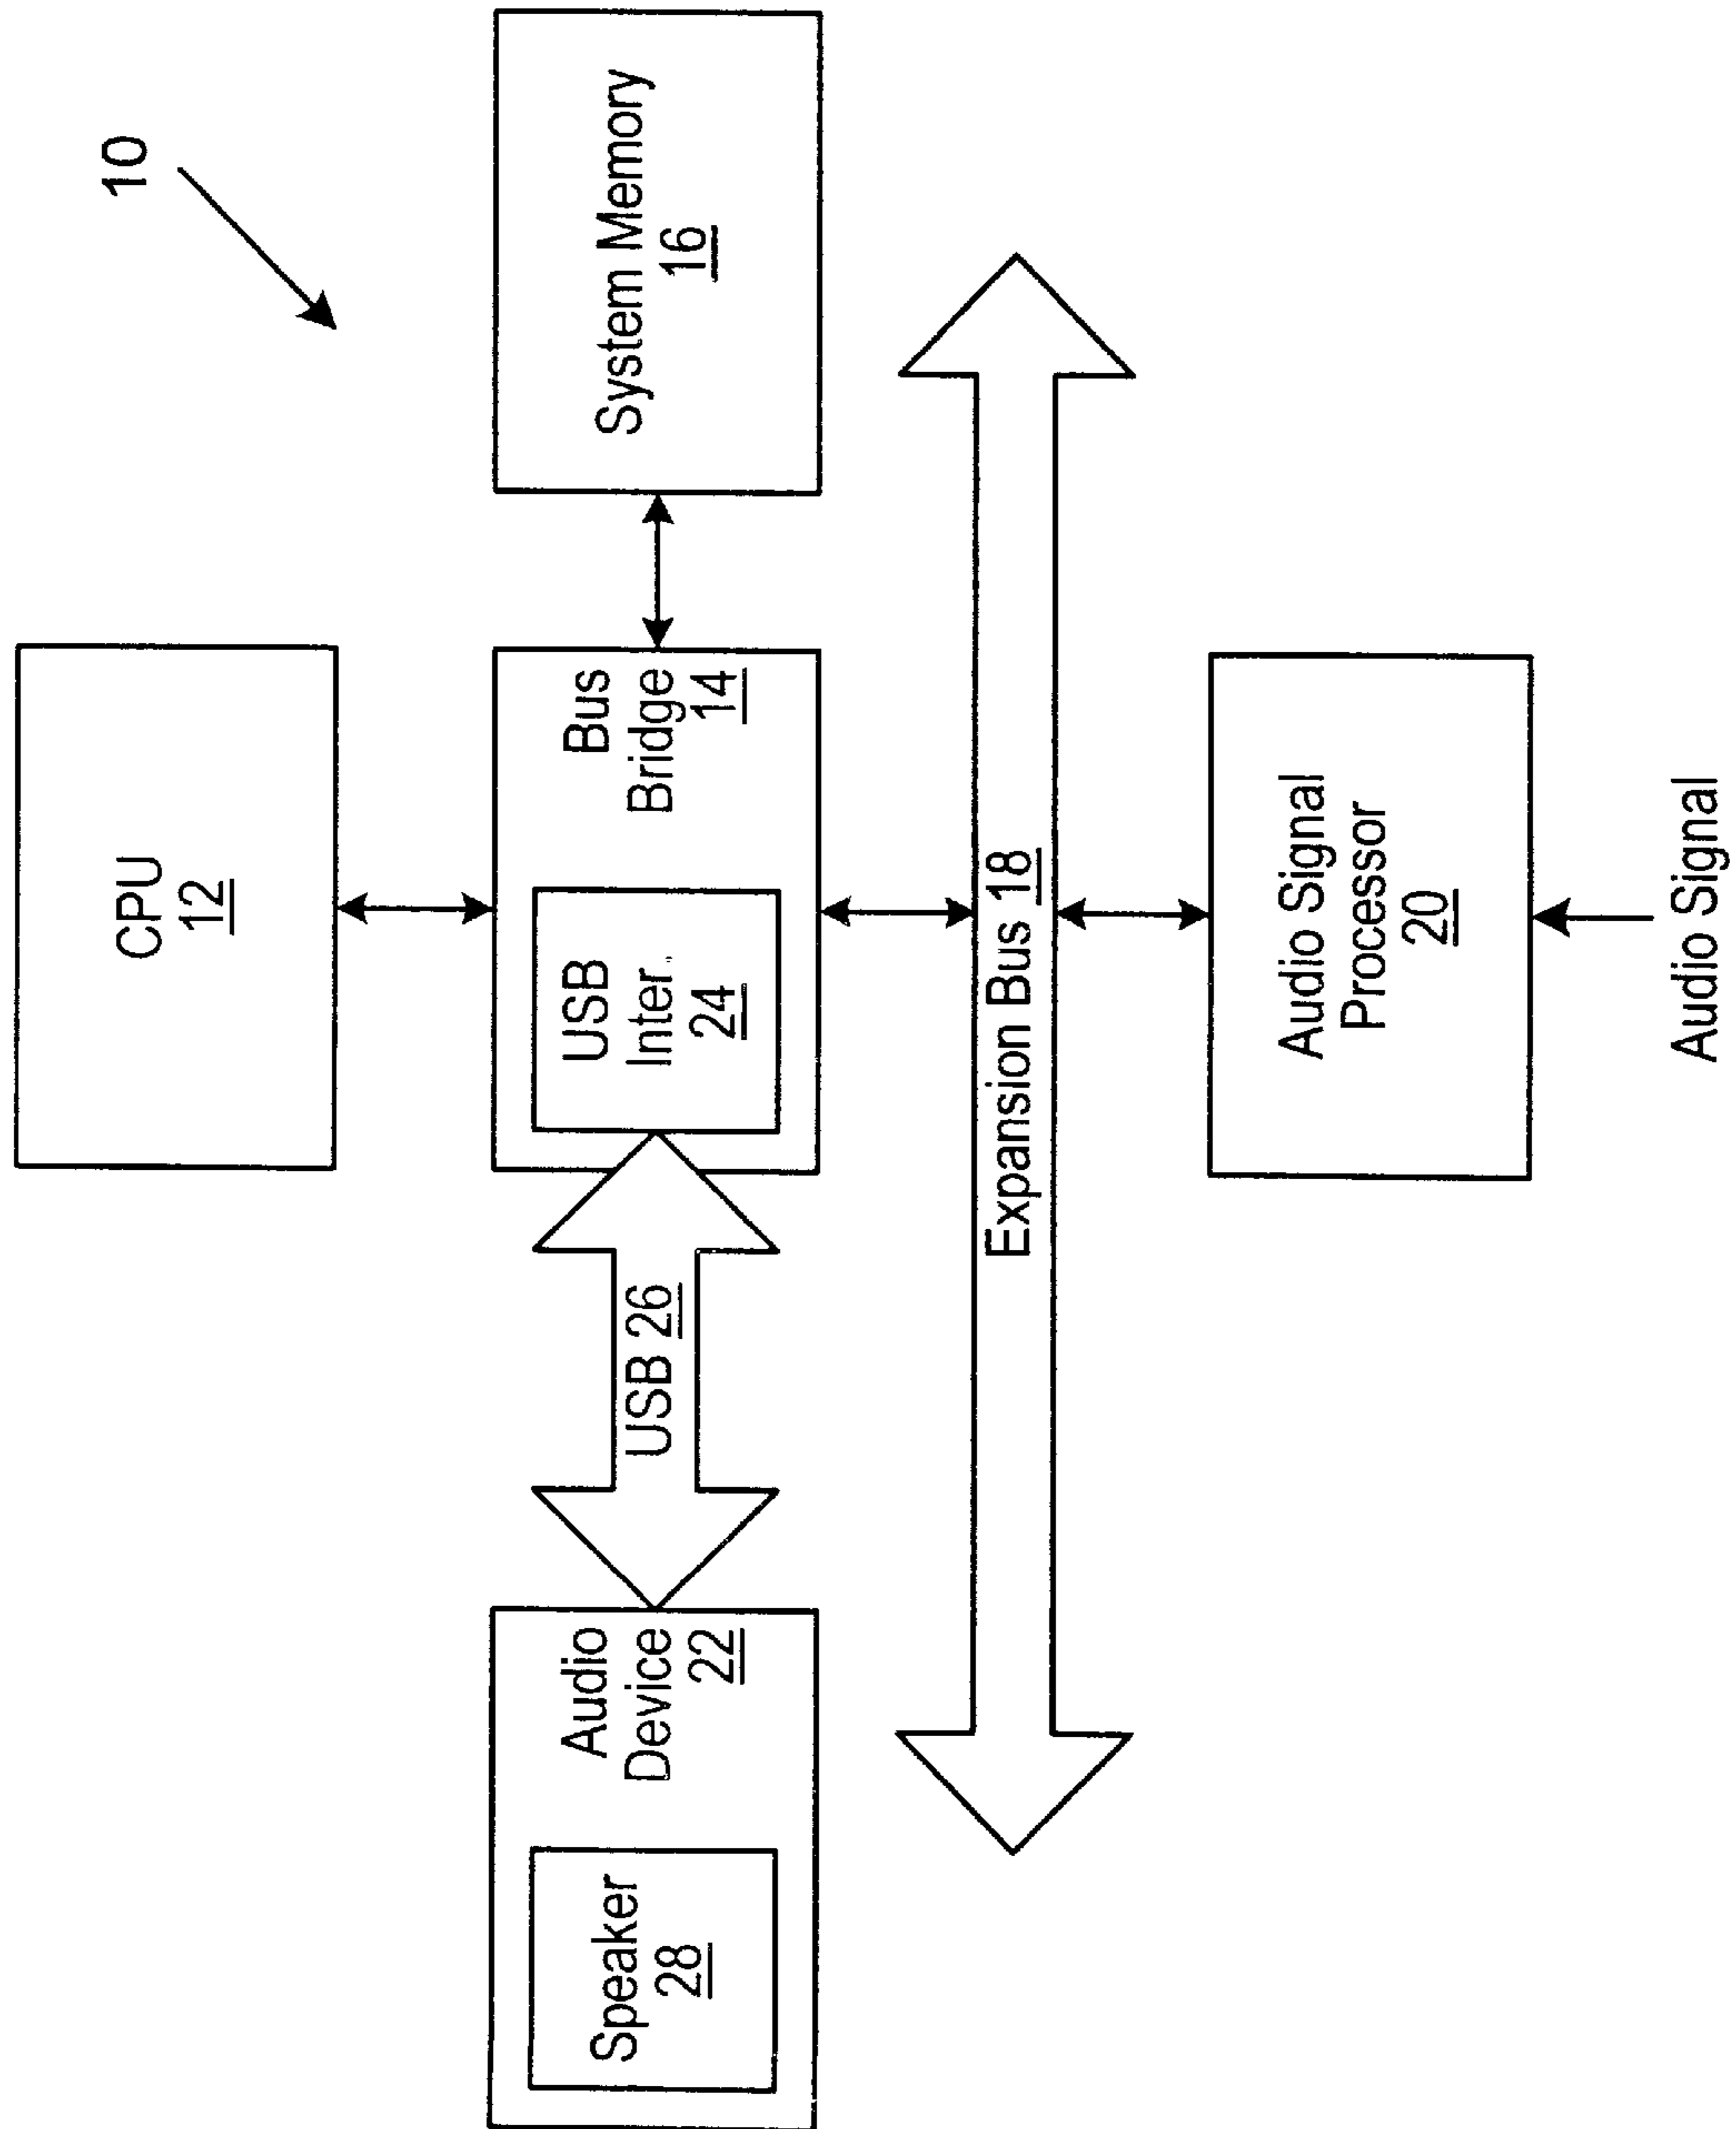 10
CPU
12
System Memory
16
Bus
Bridge
14
USB
Inter.
24
USB 26
Audio
Device
22
Speaker
28
Expansion Bus 18
Audio Signal
Processor
20
Audio Signal